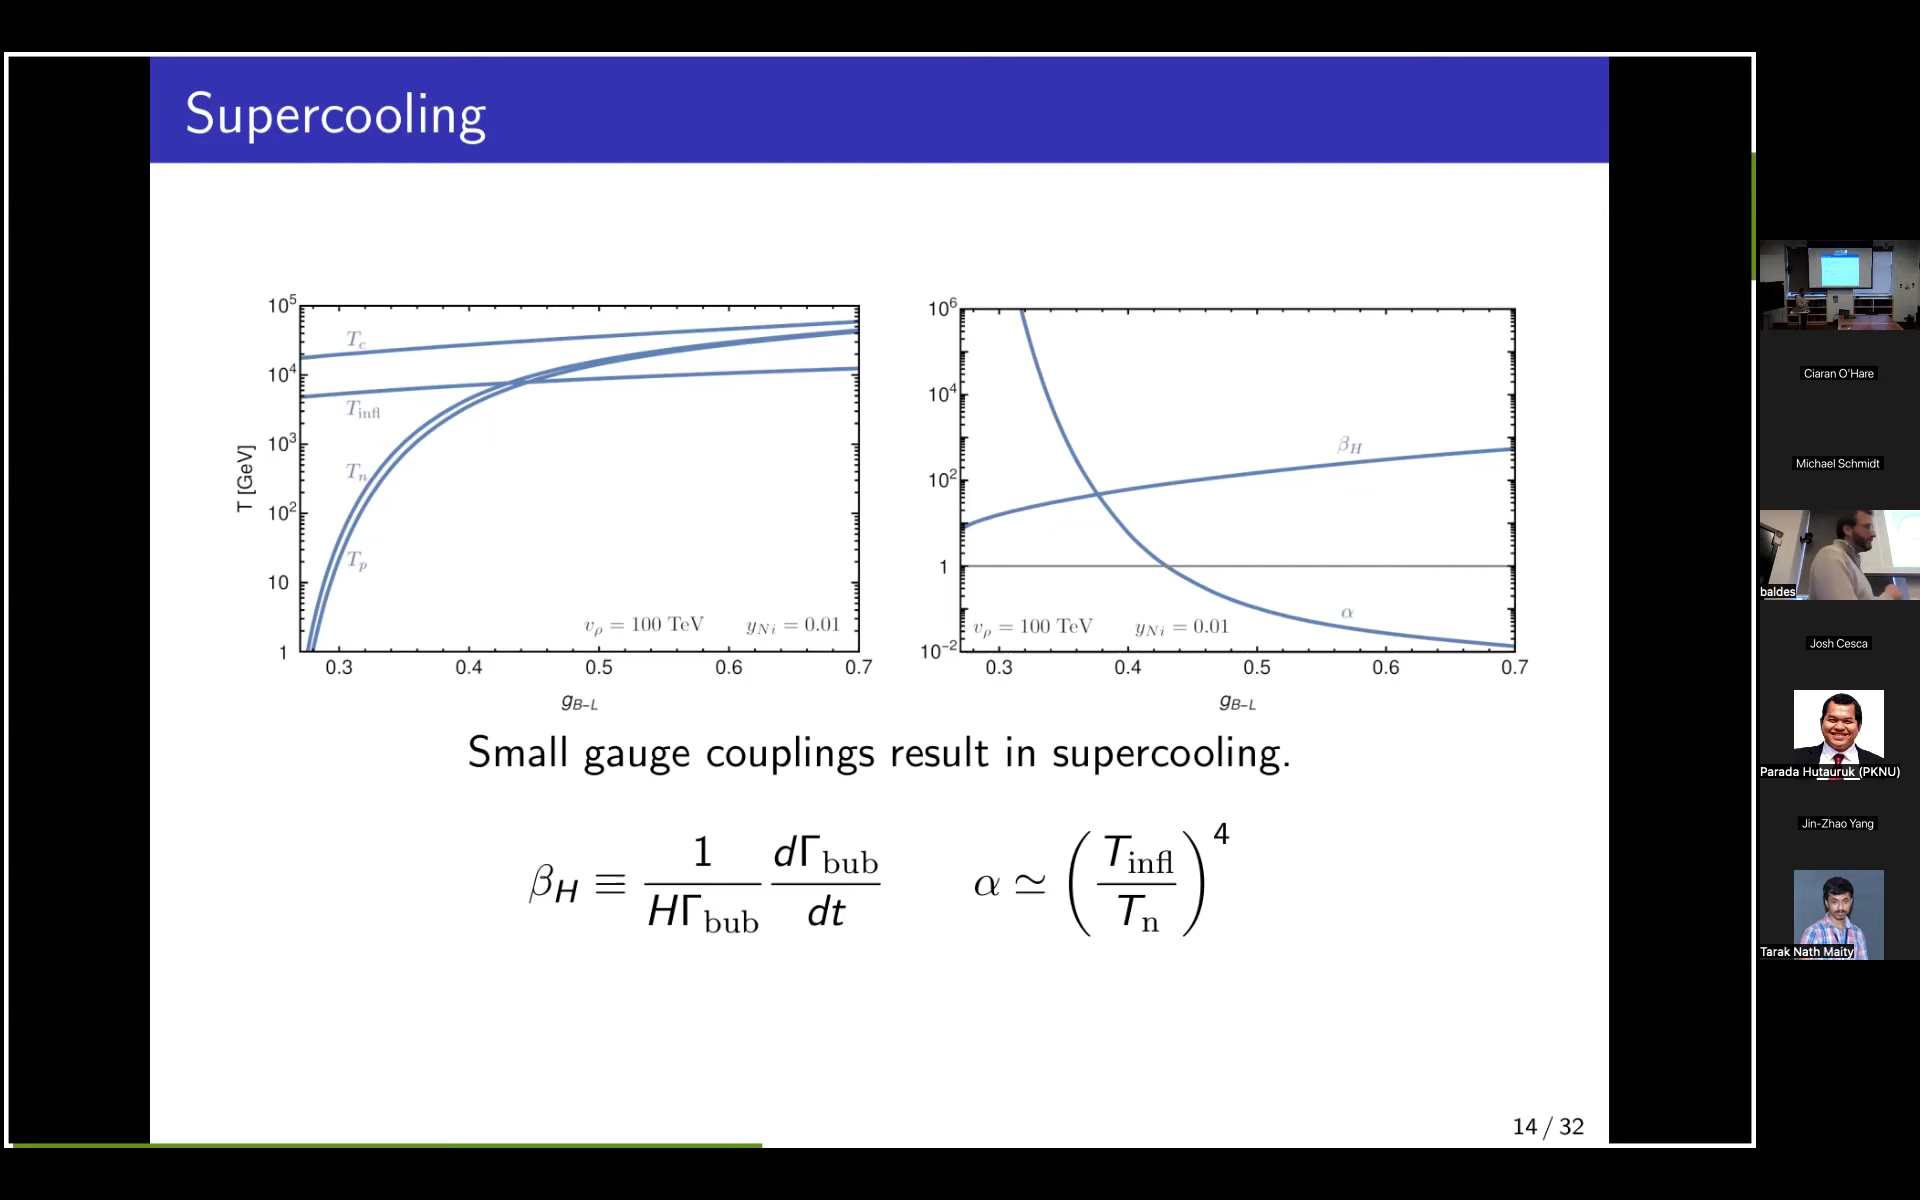 Supercooling
10^5
10^4
10^3
10^2
10
1
T [GeV]
T_c
T_infl
T_n
T_p
v_ρ = 100 TeV y_Ni = 0.01
0.3 0.4 0.5 0.6 0.7
g_B−L
10^6
10^4
10^2
1
10^−2
β_H
α
v_ρ = 100 TeV y_Ni = 0.01
0.3 0.4 0.5 0.6 0.7
g_B−L
Small gauge couplings result in supercooling.
β_H ≡ 1/(HΓ_bub) dΓ_bub/dt α ≃ (T_infl/T_n)^4
14 / 32
Ciaran O'Hare
Michael Schmidt
baldes
Josh Cesca
Parada Hutauruk (PKNU)
Jin-Zhao Yang
Tarak Nath Maity